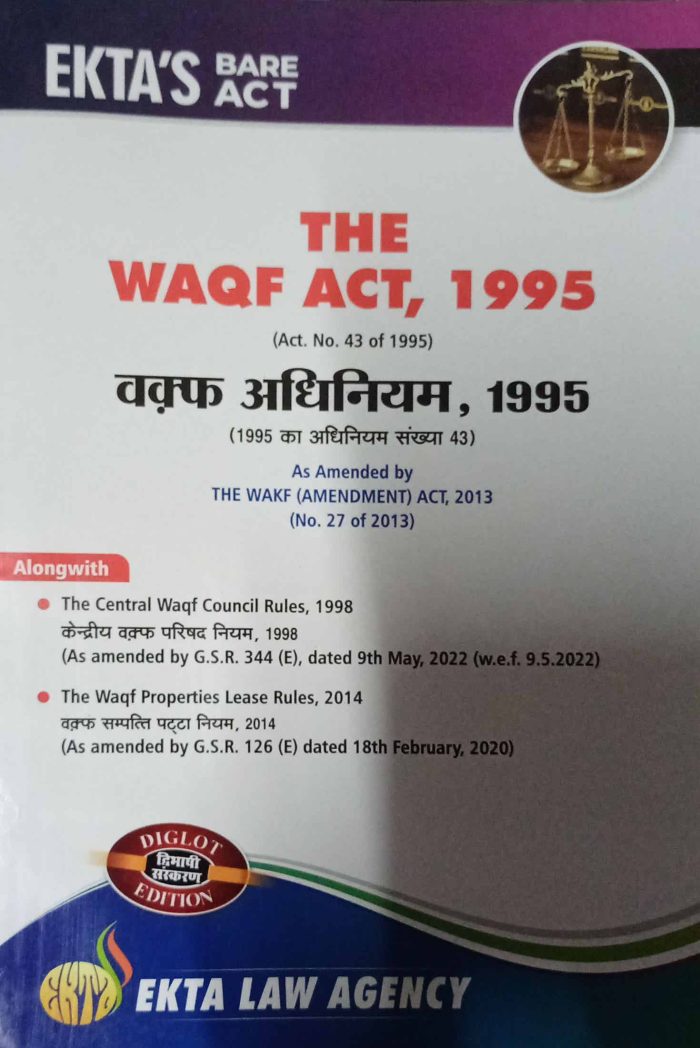 EKTA'S BARE ACT
THE
WAQF ACT, 1995
(Act. No. 43 of 1995)
वक़्फ अधिनियम, 1995
(1995 का अधिनियम संख्या 43)
As Amended by
THE WAKF (AMENDMENT) ACT, 2013
(No. 27 of 2013)
Alongwith
The Central Waqf Council Rules, 1998
केन्द्रीय वक़्फ परिषद नियम, 1998
(As amended by G.S.R. 344 (E), dated 9th May, 2022 (w.e.f. 9.5.2022)
The Waqf Properties Lease Rules, 2014
वक़्फ सम्पत्ति पट्टा नियम, 2014
(As amended by G.S.R. 126 (E) dated 18th February, 2020)
DIGLOT
द्विभाषी
संस्करण
EDITION
EKTA
EKTA LAW AGENCY